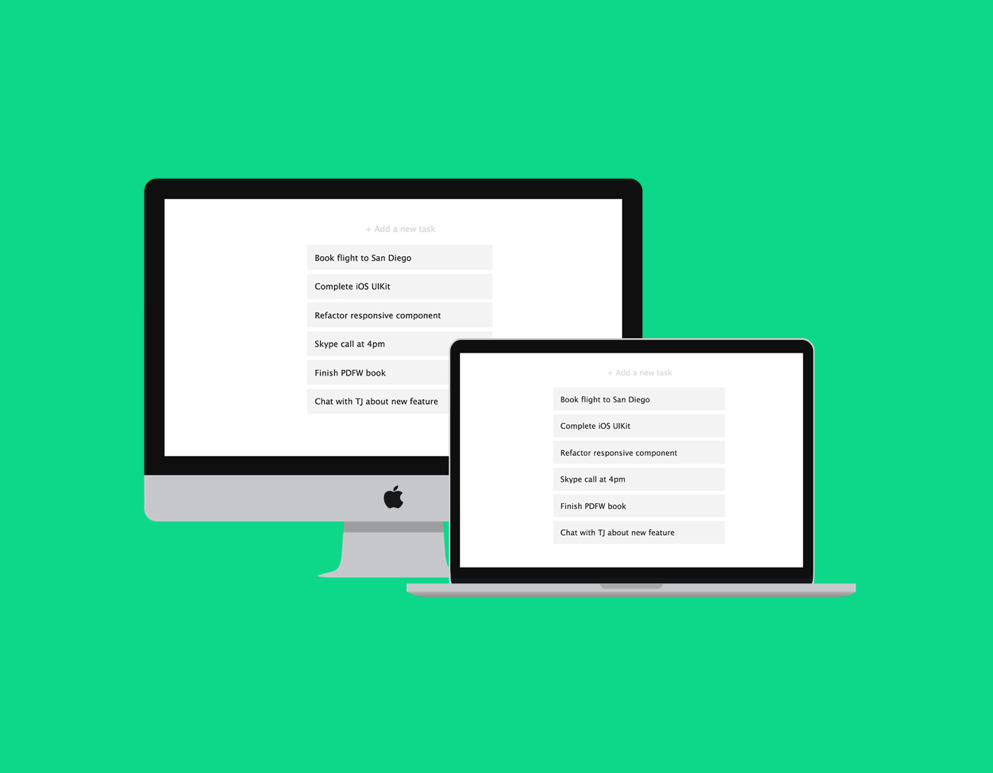 + Add a new task
Book flight to San Diego
Complete iOS UIKit
Refactor responsive component
Skype call at 4pm
Finish PDFW book
Chat with TJ about new feature
+ Add a new task
Book flight to San Diego
Complete iOS UIKit
Refactor responsive component
Skype call at 4pm
Finish PDFW book
Chat with TJ about new feature